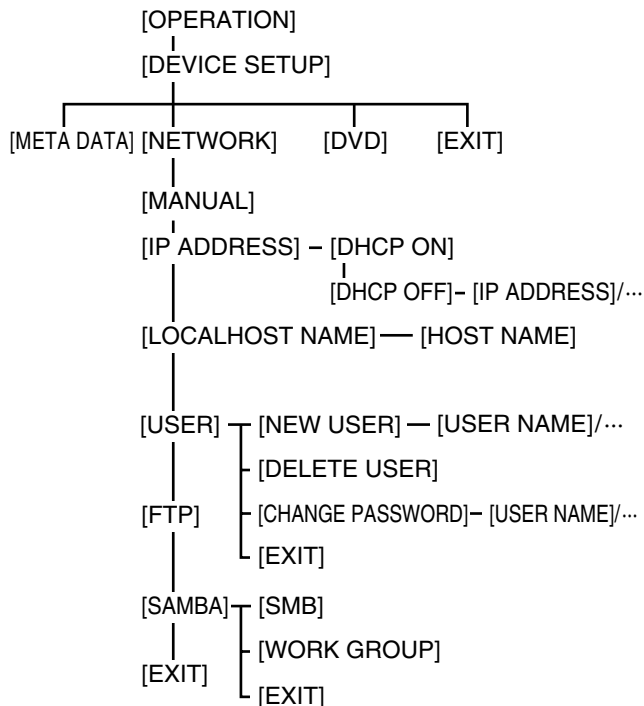 [OPERATION]
[DEVICE SETUP]
[META DATA] [NETWORK] [DVD] [EXIT]
[MANUAL]
[IP ADDRESS] – [DHCP ON]
[DHCP OFF] – [IP ADDRESS]/···
[LOCALHOST NAME] — [HOST NAME]
[USER] [NEW USER] — [USER NAME]/···
[DELETE USER]
[FTP] [CHANGE PASSWORD] – [USER NAME]/···
[EXIT]
[SAMBA] [SMB]
[WORK GROUP]
[EXIT]
[EXIT]